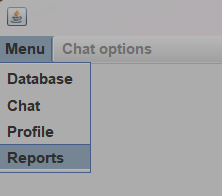 Menu Chat options
Database
Chat
Profile
Reports